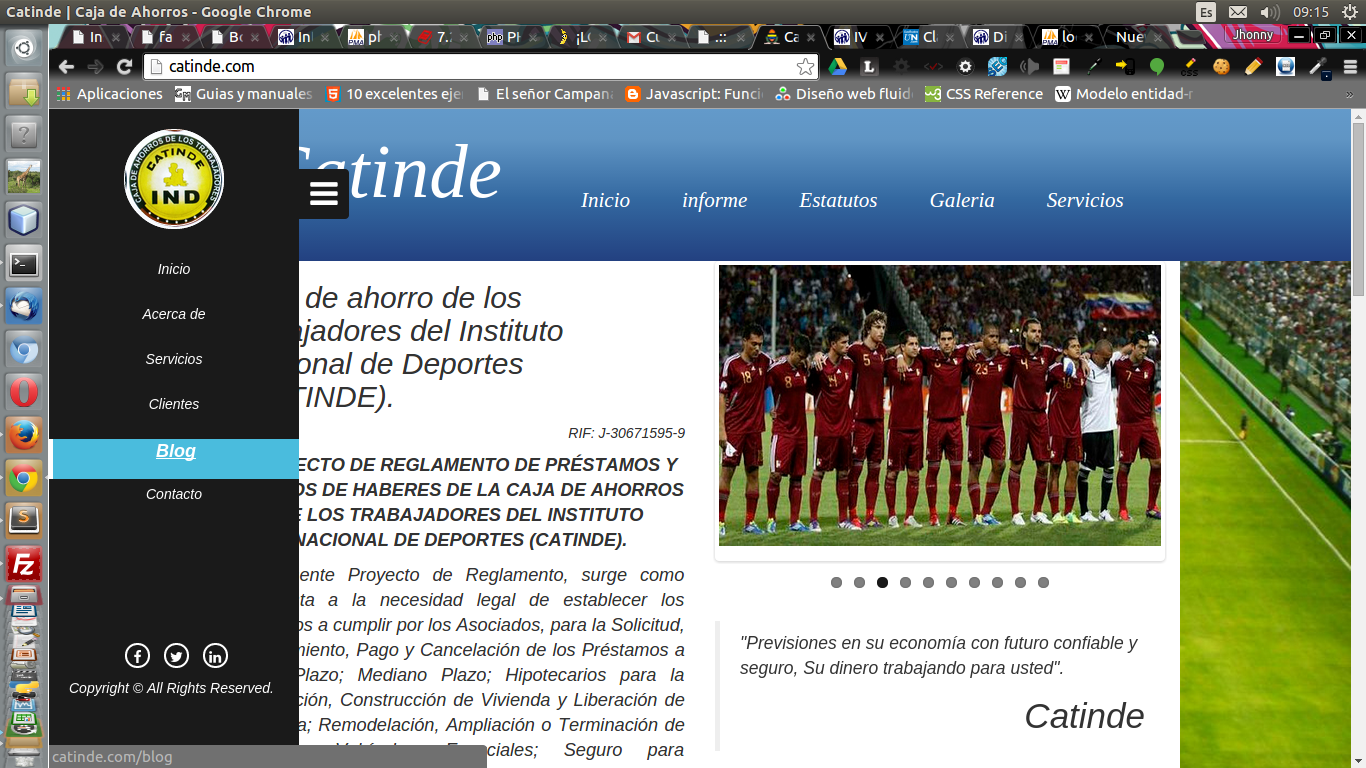 Catinde | Caja de Ahorros - Google Chrome
Es
09:15
In
fa
Bo
Int
ph
7.
PH
¡LO
Cu
.::
Ca
IV
Cl
Di
lo
Nue
Jhonny
catinde.com
Aplicaciones
Guias y manuales
10 excelentes eje
El señor Campan
Javascript: Funci
Diseño web fluid
CSS Reference
Modelo entidad-r
»
CAJA DE AHORROS DE LOS TRABAJADORES
CATINDE
IND
Catinde
Inicio
informe
Estatutos
Galeria
Servicios
Inicio
Acerca de
Servicios
Clientes
Blog
Contacto
Copyright © All Rights Reserved.
de ahorro de los
ajadores del Instituto
onal de Deportes
TINDE).
RIF: J-30671595-9
ECTO DE REGLAMENTO DE PRÉSTAMOS Y
OS DE HABERES DE LA CAJA DE AHORROS
E LOS TRABAJADORES DEL INSTITUTO
NACIONAL DE DEPORTES (CATINDE).
ente Proyecto de Reglamento, surge como
ta a la necesidad legal de establecer los
os a cumplir por los Asociados, para la Solicitud,
miento, Pago y Cancelación de los Préstamos a
Plazo; Mediano Plazo; Hipotecarios para la
ción, Construcción de Vivienda y Liberación de
a; Remodelación, Ampliación o Terminación de
Seguro para
"Previsiones en su economía con futuro confiable y
seguro, Su dinero trabajando para usted".
Catinde
catinde.com/blog